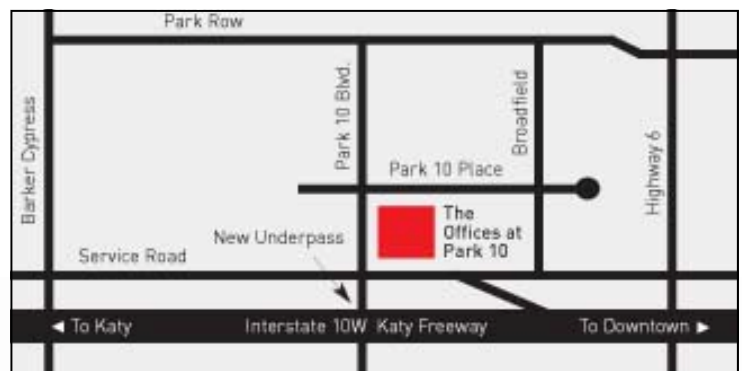 Park Row
Barker Cypress
Park 10 Blvd.
Broadfield
Highway 6
Park 10 Place
The
Offices at
Park 10
New Underpass
Service Road
◄ To Katy
Interstate 10W Katy Freeway
To Downtown ►